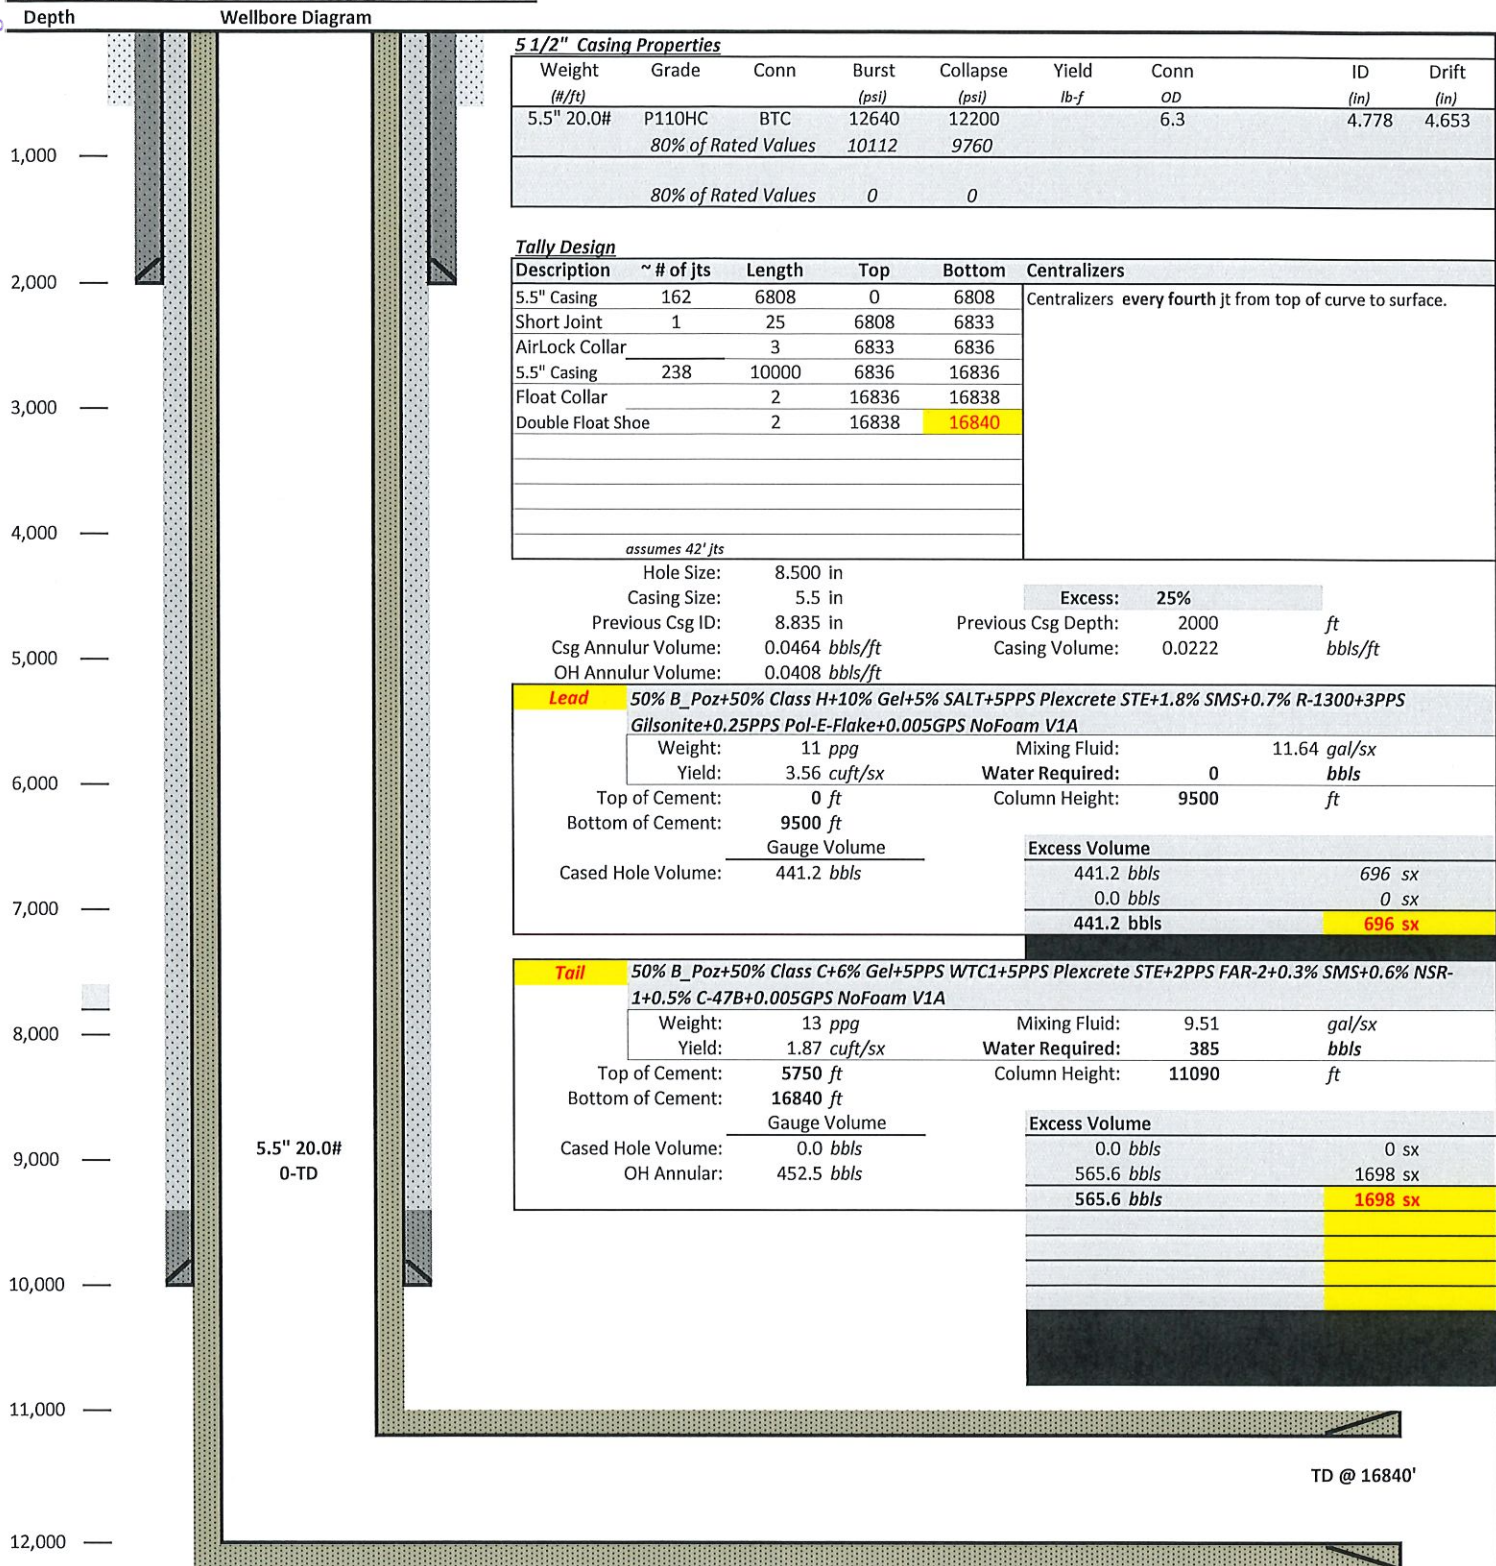 Depth Wellbore Diagram
5 1/2" Casing Properties
Weight Grade Conn Burst Collapse Yield Conn ID Drift
(#/ft) (psi) (psi) lb-f OD (in) (in)
5.5" 20.0# P110HC BTC 12640 12200 6.3 4.778 4.653
80% of Rated Values 10112 9760
1,000
80% of Rated Values 0 0
Tally Design
Description ~ # of jts Length Top Bottom Centralizers
2,000
5.5" Casing 162 6808 0 6808 Centralizers every fourth jt from top of curve to surface.
Short Joint 1 25 6808 6833
AirLock Collar 3 6833 6836
5.5" Casing 238 10000 6836 16836
Float Collar 2 16836 16838
3,000
Double Float Shoe 2 16838 16840
4,000
assumes 42' jts
Hole Size: 8.500 in
Casing Size: 5.5 in Excess: 25%
Previous Csg ID: 8.835 in Previous Csg Depth: 2000 ft
Csg Annulur Volume: 0.0464 bbls/ft Casing Volume: 0.0222 bbls/ft
5,000
OH Annulur Volume: 0.0408 bbls/ft
Lead 50% B_Poz+50% Class H+10% Gel+5% SALT+5PPS Plexcrete STE+1.8% SMS+0.7% R-1300+3PPS
Gilsonite+0.25PPS Pol-E-Flake+0.005GPS NoFoam V1A
Weight: 11 ppg Mixing Fluid: 11.64 gal/sx
Yield: 3.56 cuft/sx Water Required: 0 bbls
6,000
Top of Cement: 0 ft Column Height: 9500 ft
Bottom of Cement: 9500 ft
Gauge Volume Excess Volume
Cased Hole Volume: 441.2 bbls 441.2 bbls 696 sx
0.0 bbls 0 sx
7,000
441.2 bbls 696 sx
Tail 50% B_Poz+50% Class C+6% Gel+5PPS WTC1+5PPS Plexcrete STE+2PPS FAR-2+0.3% SMS+0.6% NSR-
1+0.5% C-47B+0.005GPS NoFoam V1A
Weight: 13 ppg Mixing Fluid: 9.51 gal/sx
8,000
Yield: 1.87 cuft/sx Water Required: 385 bbls
Top of Cement: 5750 ft Column Height: 11090 ft
Bottom of Cement: 16840 ft
Gauge Volume Excess Volume
Cased Hole Volume: 0.0 bbls 0.0 bbls 0 sx
9,000
5.5" 20.0#
0-TD
OH Annular: 452.5 bbls 565.6 bbls 1698 sx
565.6 bbls 1698 sx
10,000
11,000
TD @ 16840'
12,000